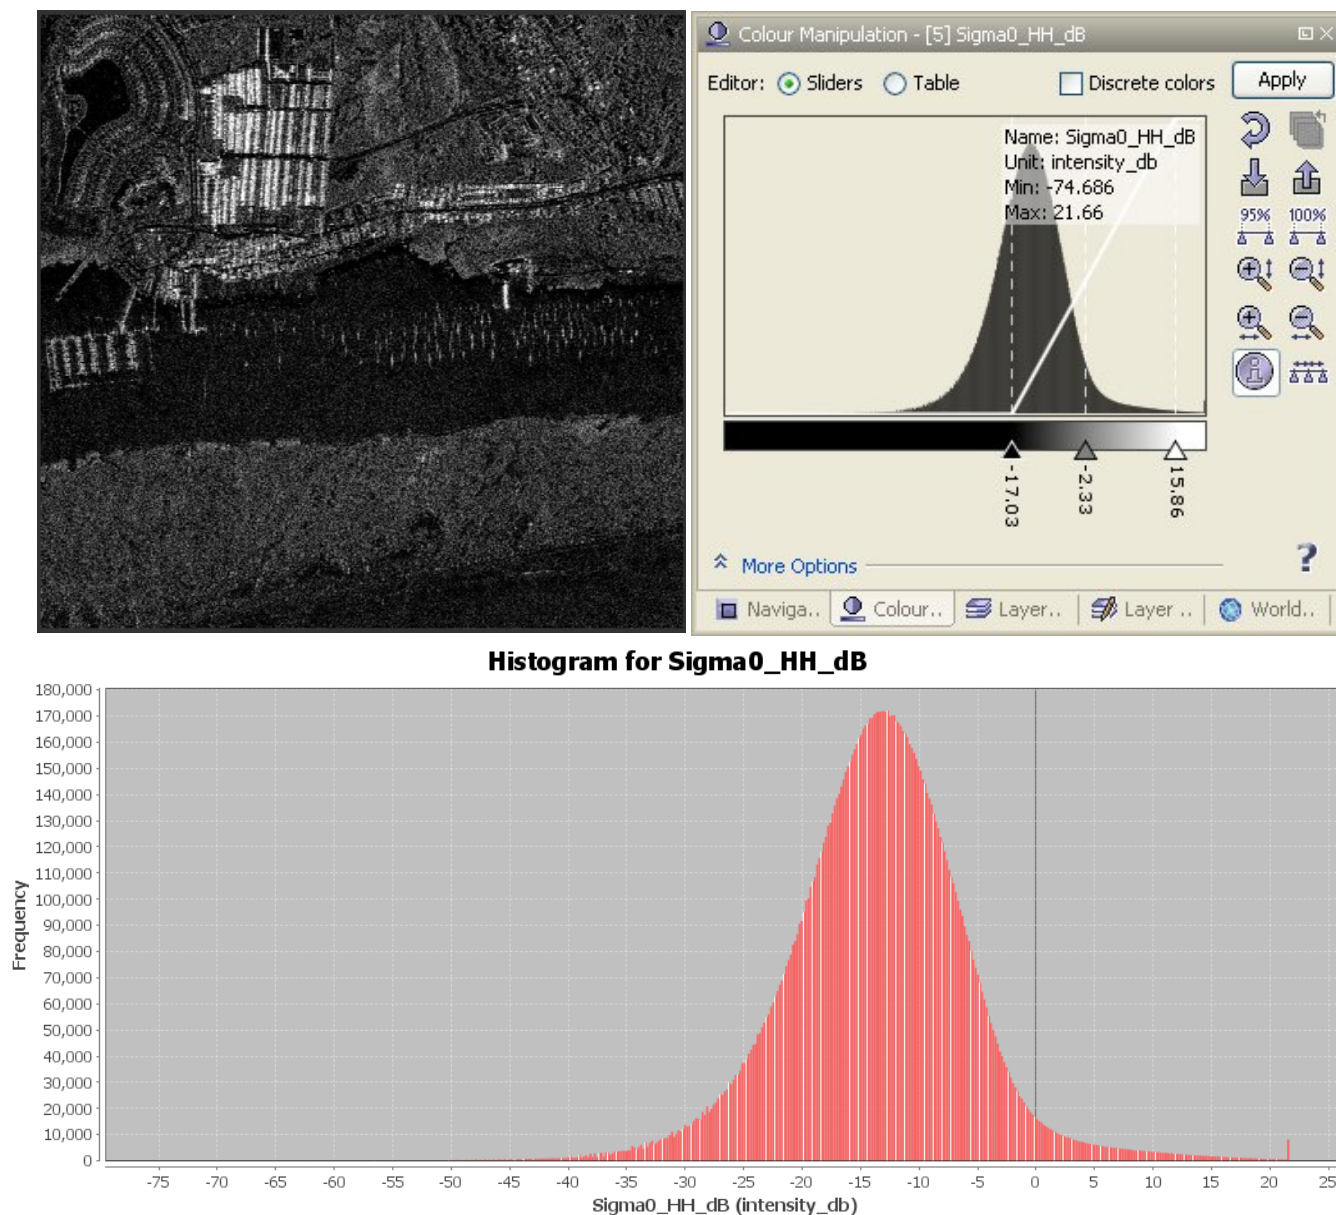 Colour Manipulation - [5] Sigma0_HH_dB
Editor: Sliders Table Discrete colors Apply
Name: Sigma0_HH_dB
Unit: intensity_db
Min: -74.686
Max: 21.66
95% 100%
-17.03 -2.33 15.86
More Options ?
Naviga.. Colour.. Layer.. Layer .. World..
Histogram for Sigma0_HH_dB
180,000
170,000
160,000
150,000
140,000
130,000
120,000
110,000
100,000
90,000
80,000
70,000
60,000
50,000
40,000
30,000
20,000
10,000
0
Frequency
-75 -70 -65 -60 -55 -50 -45 -40 -35 -30 -25 -20 -15 -10 -5 0 5 10 15 20 25
Sigma0_HH_dB (intensity_db)